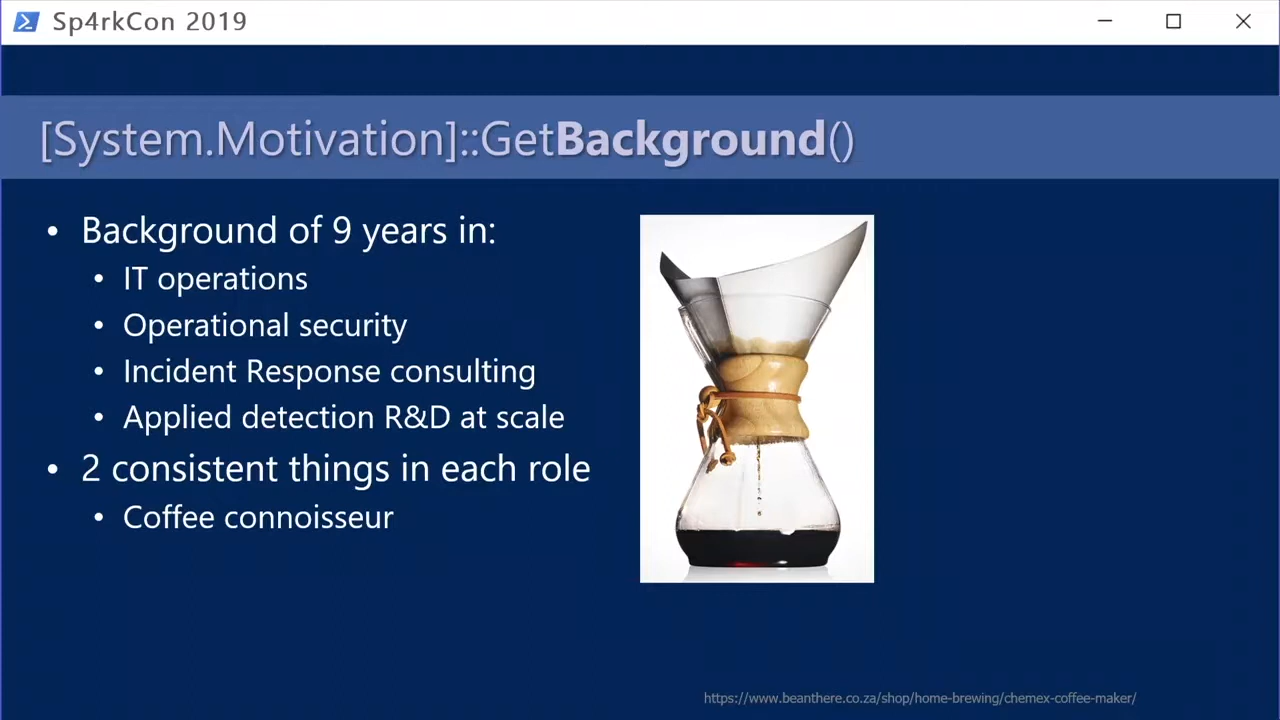 Sp4rkCon 2019
[System.Motivation]::GetBackground()
• Background of 9 years in:
• IT operations
• Operational security
• Incident Response consulting
• Applied detection R&D at scale
• 2 consistent things in each role
• Coffee connoisseur
https://www.beanthere.co.za/shop/home-brewing/chemex-coffee-maker/